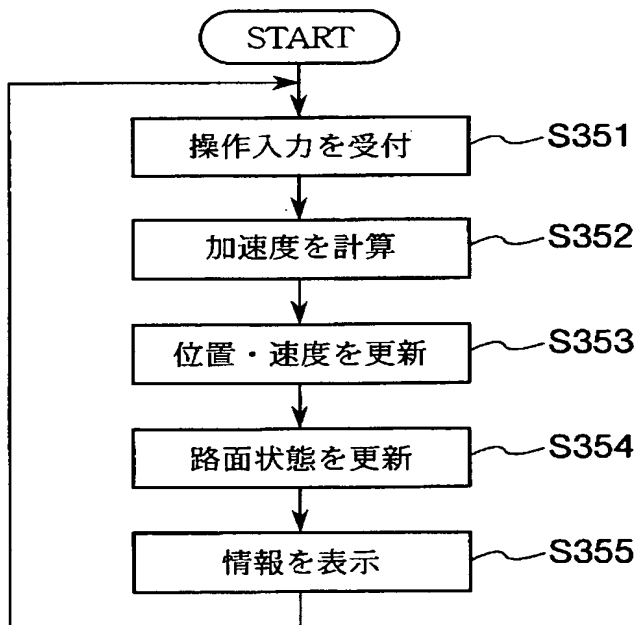 START
操作入力を受付
S351
加速度を計算
S352
位置・速度を更新
S353
路面状態を更新
S354
情報を表示
S355